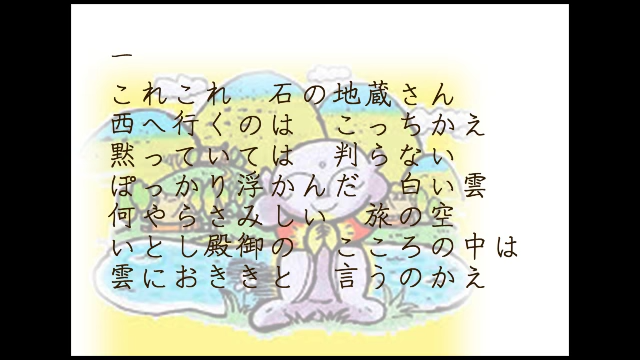 一
これこれ　石の地蔵さん
西へ行くのは　こっちかえ
黙っていては　判らない
ぽっかり浮かんだ　白い雲
何やらさみしい　旅の空
いとし殿御の　こころの中は
雲におききと　言うのかえ